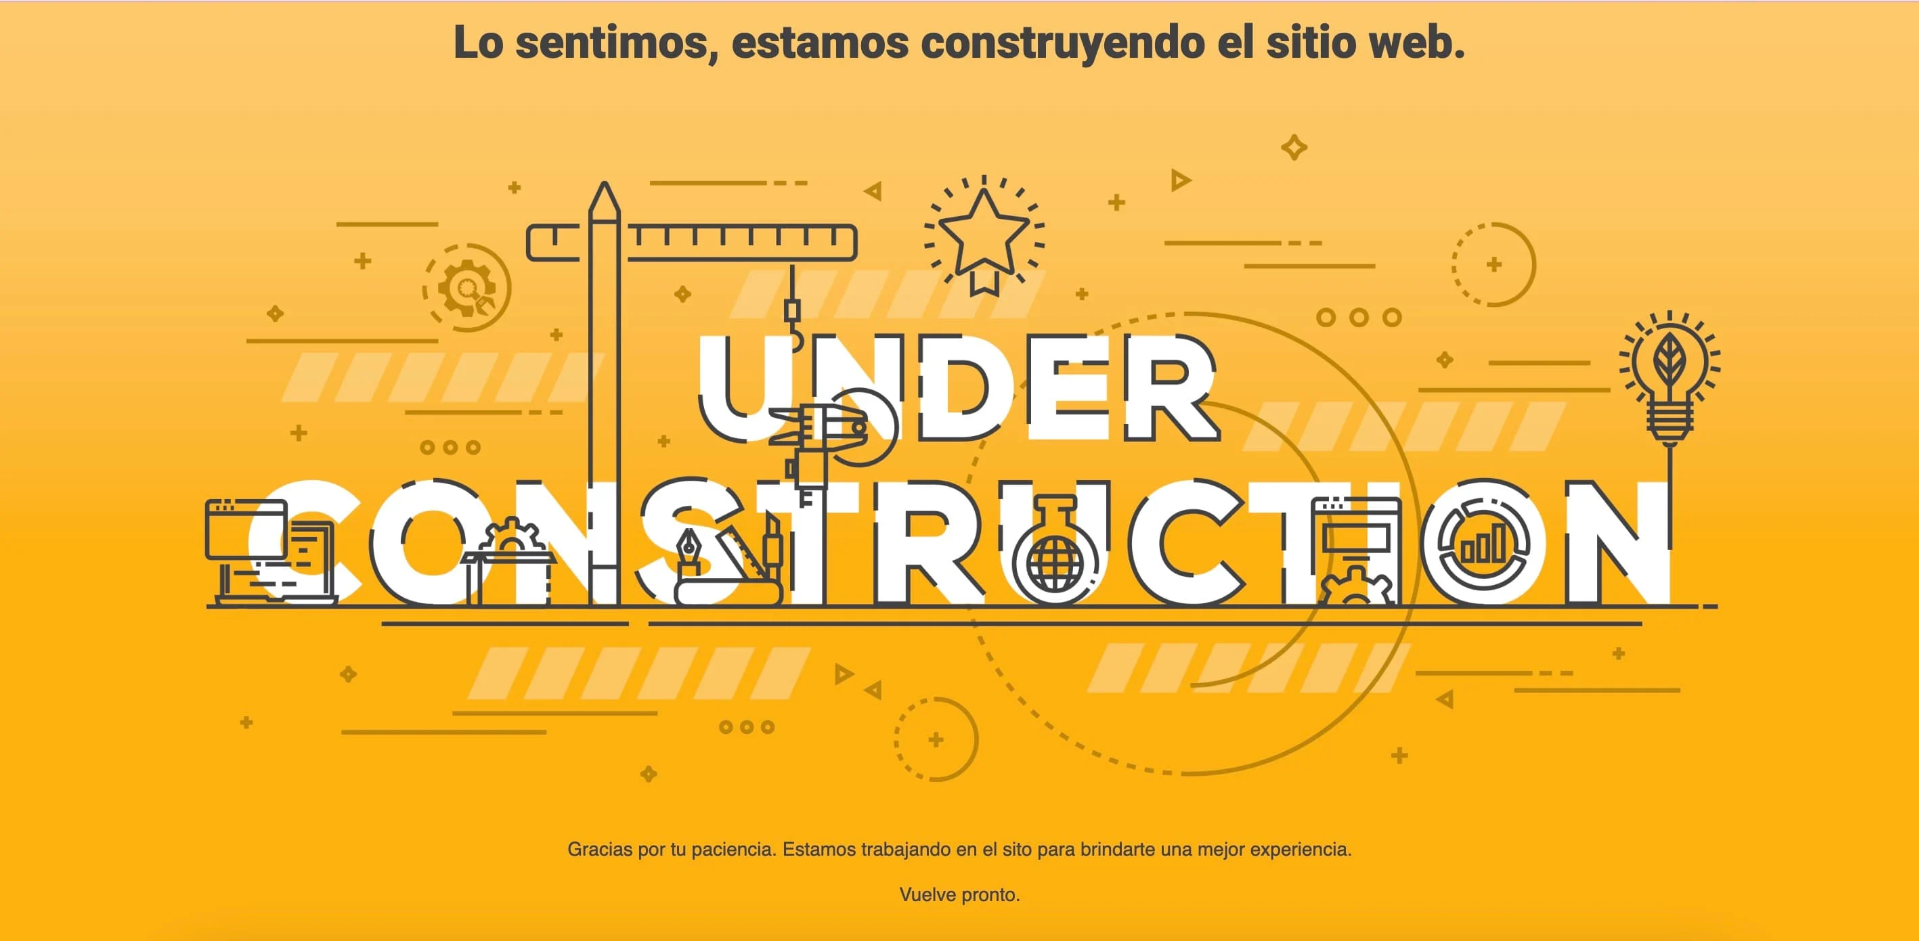 Lo sentimos, estamos construyendo el sitio web.
UNDER
CONSTRUCTION
Gracias por tu paciencia. Estamos trabajando en el sito para brindarte una mejor experiencia.
Vuelve pronto.